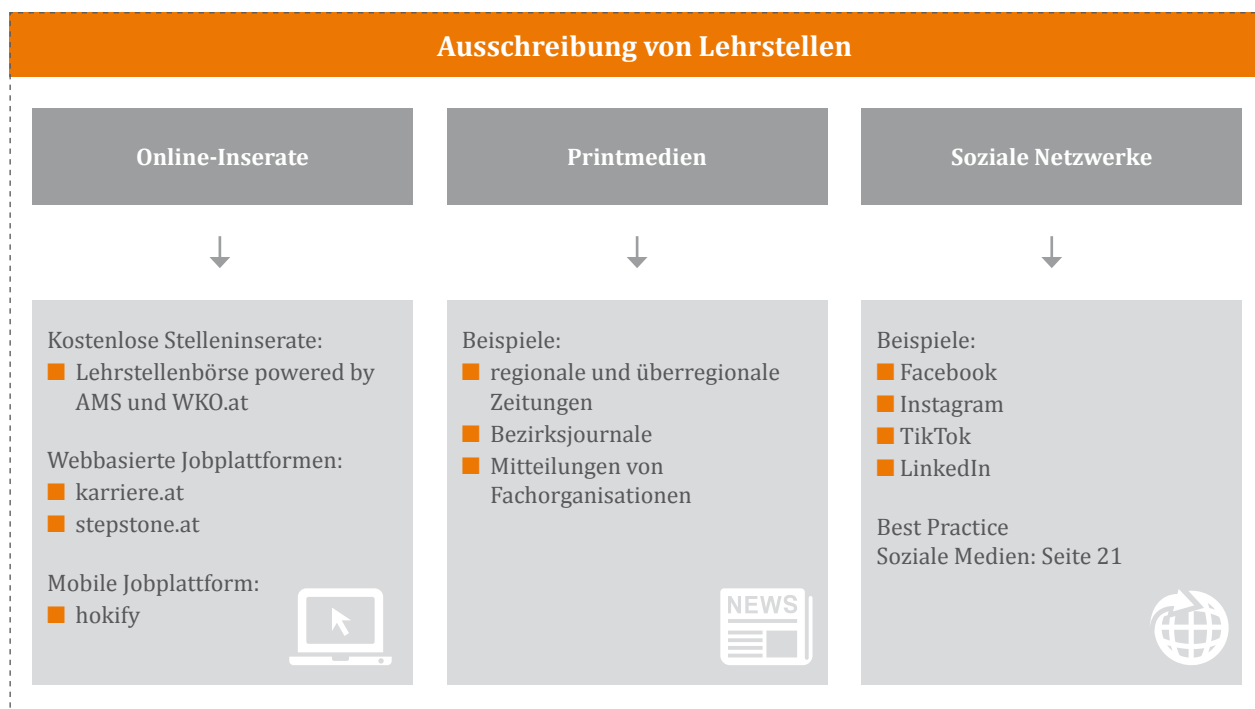 Ausschreibung von Lehrstellen
Online-Inserate
Kostenlose Stelleninserate:
Lehrstellenbörse powered by
AMS und WKO.at
Webbasierte Jobplattformen:
karriere.at
stepstone.at
Mobile Jobplattform:
hokify
Printmedien
Beispiele:
regionale und überregionale
Zeitungen
Bezirksjournale
Mitteilungen von
Fachorganisationen
NEWS
Soziale Netzwerke
Beispiele:
Facebook
Instagram
TikTok
LinkedIn
Best Practice
Soziale Medien: Seite 21